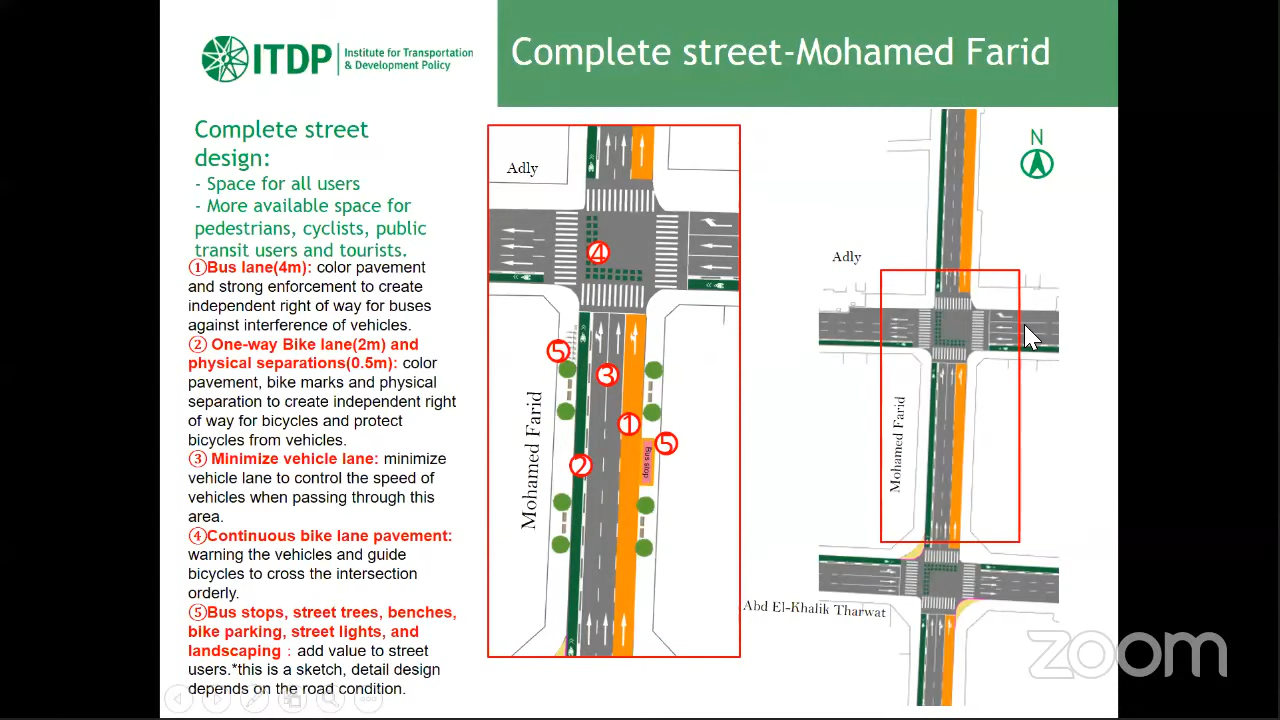 ITDP
Institute for Transportation
& Development Policy
Complete street-Mohamed Farid
Complete street
design:
- Space for all users
- More available space for
pedestrians, cyclists, public
transit users and tourists.
①Bus lane(4m): color pavement
and strong enforcement to create
independent right of way for buses
against interference of vehicles.
② One-way Bike lane(2m) and
physical separations(0.5m): color
pavement, bike marks and physical
separation to create independent right
of way for bicycles and protect
bicycles from vehicles.
③ Minimize vehicle lane: minimize
vehicle lane to control the speed of
vehicles when passing through this
area.
④Continuous bike lane pavement:
warning the vehicles and guide
bicycles to cross the intersection
orderly.
⑤Bus stops, street trees, benches,
bike parking, street lights, and
landscaping：add value to street
users.*this is a sketch, detail design
depends on the road condition.
Adly
④
⑤
③
①
⑤
②
Bus stop
Mohamed Farid
N
Adly
Mohamed Farid
Abd El-Khalik Tharwat
zoom